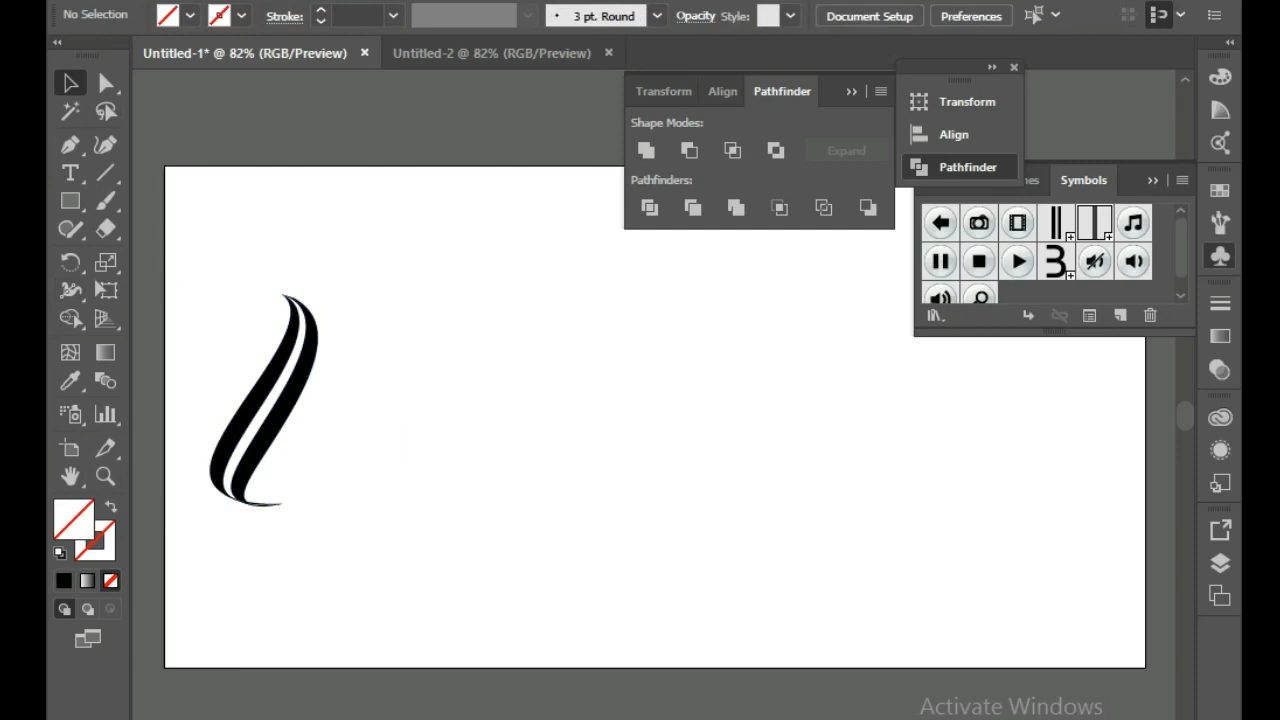 No Selection
Stroke:
3 pt. Round
Opacity
Style:
Document Setup
Preferences
Untitled-1* @ 82% (RGB/Preview)
Untitled-2 @ 82% (RGB/Preview)
Transform
Align
Pathfinder
Shape Modes:
Expand
Pathfinders:
Transform
Align
Pathfinder
Symbols
T
3
Activate Windows